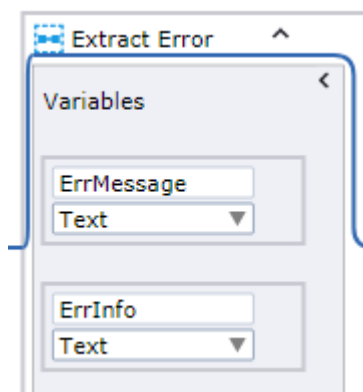 Extract Error
Variables
ErrMessage
Text
ErrInfo
Text